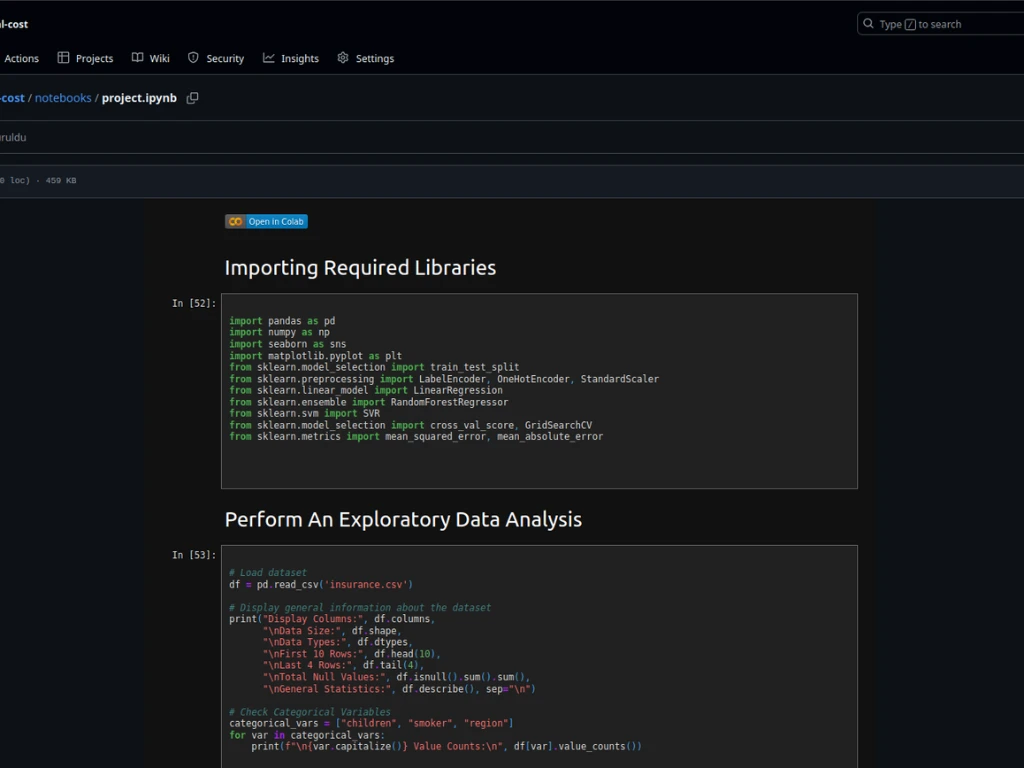 l-cost
Type / to search
Actions Projects Wiki Security Insights Settings
-cost / notebooks / project.ipynb
ruldu
0 loc) · 459 KB
Open in Colab
Importing Required Libraries
In [52]:
import pandas as pd
import numpy as np
import seaborn as sns
import matplotlib.pyplot as plt
from sklearn.model_selection import train_test_split
from sklearn.preprocessing import LabelEncoder, OneHotEncoder, StandardScaler
from sklearn.linear_model import LinearRegression
from sklearn.ensemble import RandomForestRegressor
from sklearn.svm import SVR
from sklearn.model_selection import cross_val_score, GridSearchCV
from sklearn.metrics import mean_squared_error, mean_absolute_error
Perform An Exploratory Data Analysis
In [53]:
# Load dataset
df = pd.read_csv('insurance.csv')
# Display general information about the dataset
print("Display Columns:", df.columns,
"\nData Size:", df.shape,
"\nData Types:", df.dtypes,
"\nFirst 10 Rows:", df.head(10),
"\nLast 4 Rows:", df.tail(4),
"\nTotal Null Values:", df.isnull().sum().sum(),
"\nGeneral Statistics:", df.describe(), sep="\n")
# Check Categorical Variables
categorical_vars = ["children", "smoker", "region"]
for var in categorical_vars:
print(f"\n{var.capitalize()} Value Counts:\n", df[var].value_counts())